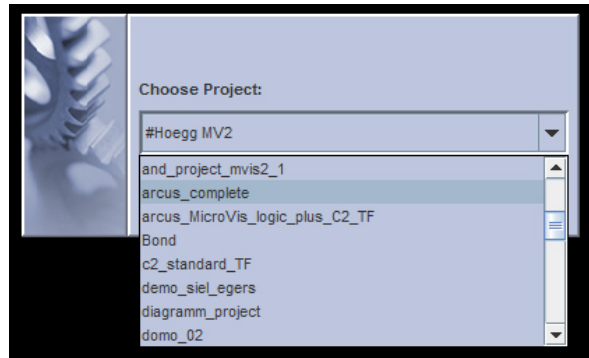 Choose Project:
#Hoegg MV2
and_project_mvis2_1
arcus_complete
arcus_MicroVis_logic_plus_C2_TF
Bond
c2_standard_TF
demo_siel_egers
diagramm_project
domo_02